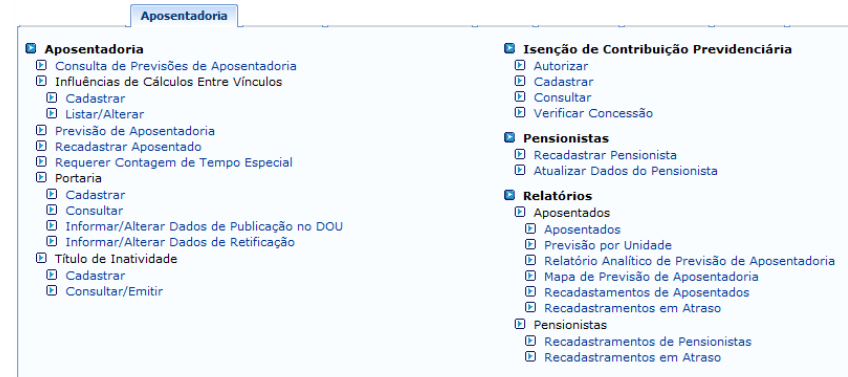 Aposentadoria
Aposentadoria
Consulta de Previsões de Aposentadoria
Influências de Cálculos Entre Vínculos
Cadastrar
Listar/Alterar
Previsão de Aposentadoria
Recadastrar Aposentado
Requerer Contagem de Tempo Especial
Portaria
Cadastrar
Consultar
Informar/Alterar Dados de Publicação no DOU
Informar/Alterar Dados de Retificação
Título de Inatividade
Cadastrar
Consultar/Emitir
Isenção de Contribuição Previdenciária
Autorizar
Cadastrar
Consultar
Verificar Concessão
Pensionistas
Recadastrar Pensionista
Atualizar Dados do Pensionista
Relatórios
Aposentados
Aposentados
Previsão por Unidade
Relatório Analítico de Previsão de Aposentadoria
Mapa de Previsão de Aposentadoria
Recadastamentos de Aposentados
Recadastramentos em Atraso
Pensionistas
Recadastramentos de Pensionistas
Recadastramentos em Atraso